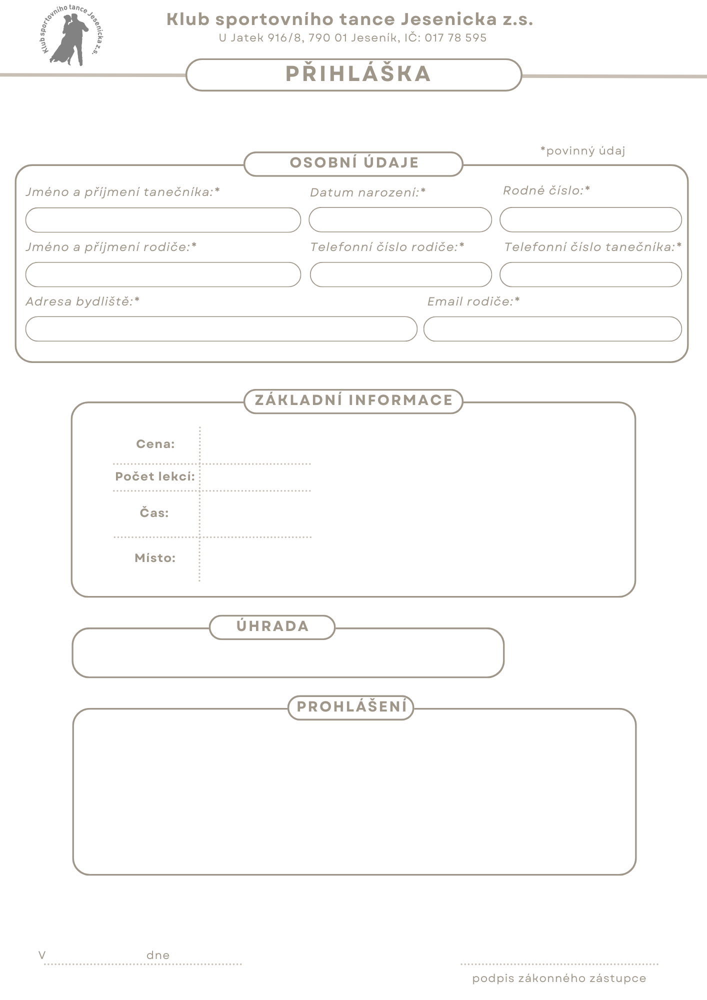 Klub sportovního tance Jesenicka z.s.
Klub sportovního tance Jesenicka z.s.
U Jatek 916/8, 790 01 Jeseník, IČ: 017 78 595
PŘIHLÁŠKA
*povinný údaj
OSOBNÍ ÚDAJE
Jméno a příjmení tanečníka:* Datum narození:* Rodné číslo:*
Jméno a příjmení rodiče:* Telefonní číslo rodiče:* Telefonní číslo tanečníka:*
Adresa bydliště:* Email rodiče:*
ZÁKLADNÍ INFORMACE
Cena:
Počet lekcí:
Čas:
Místo:
ÚHRADA
PROHLÁŠENÍ
V dne
podpis zákonného zástupce